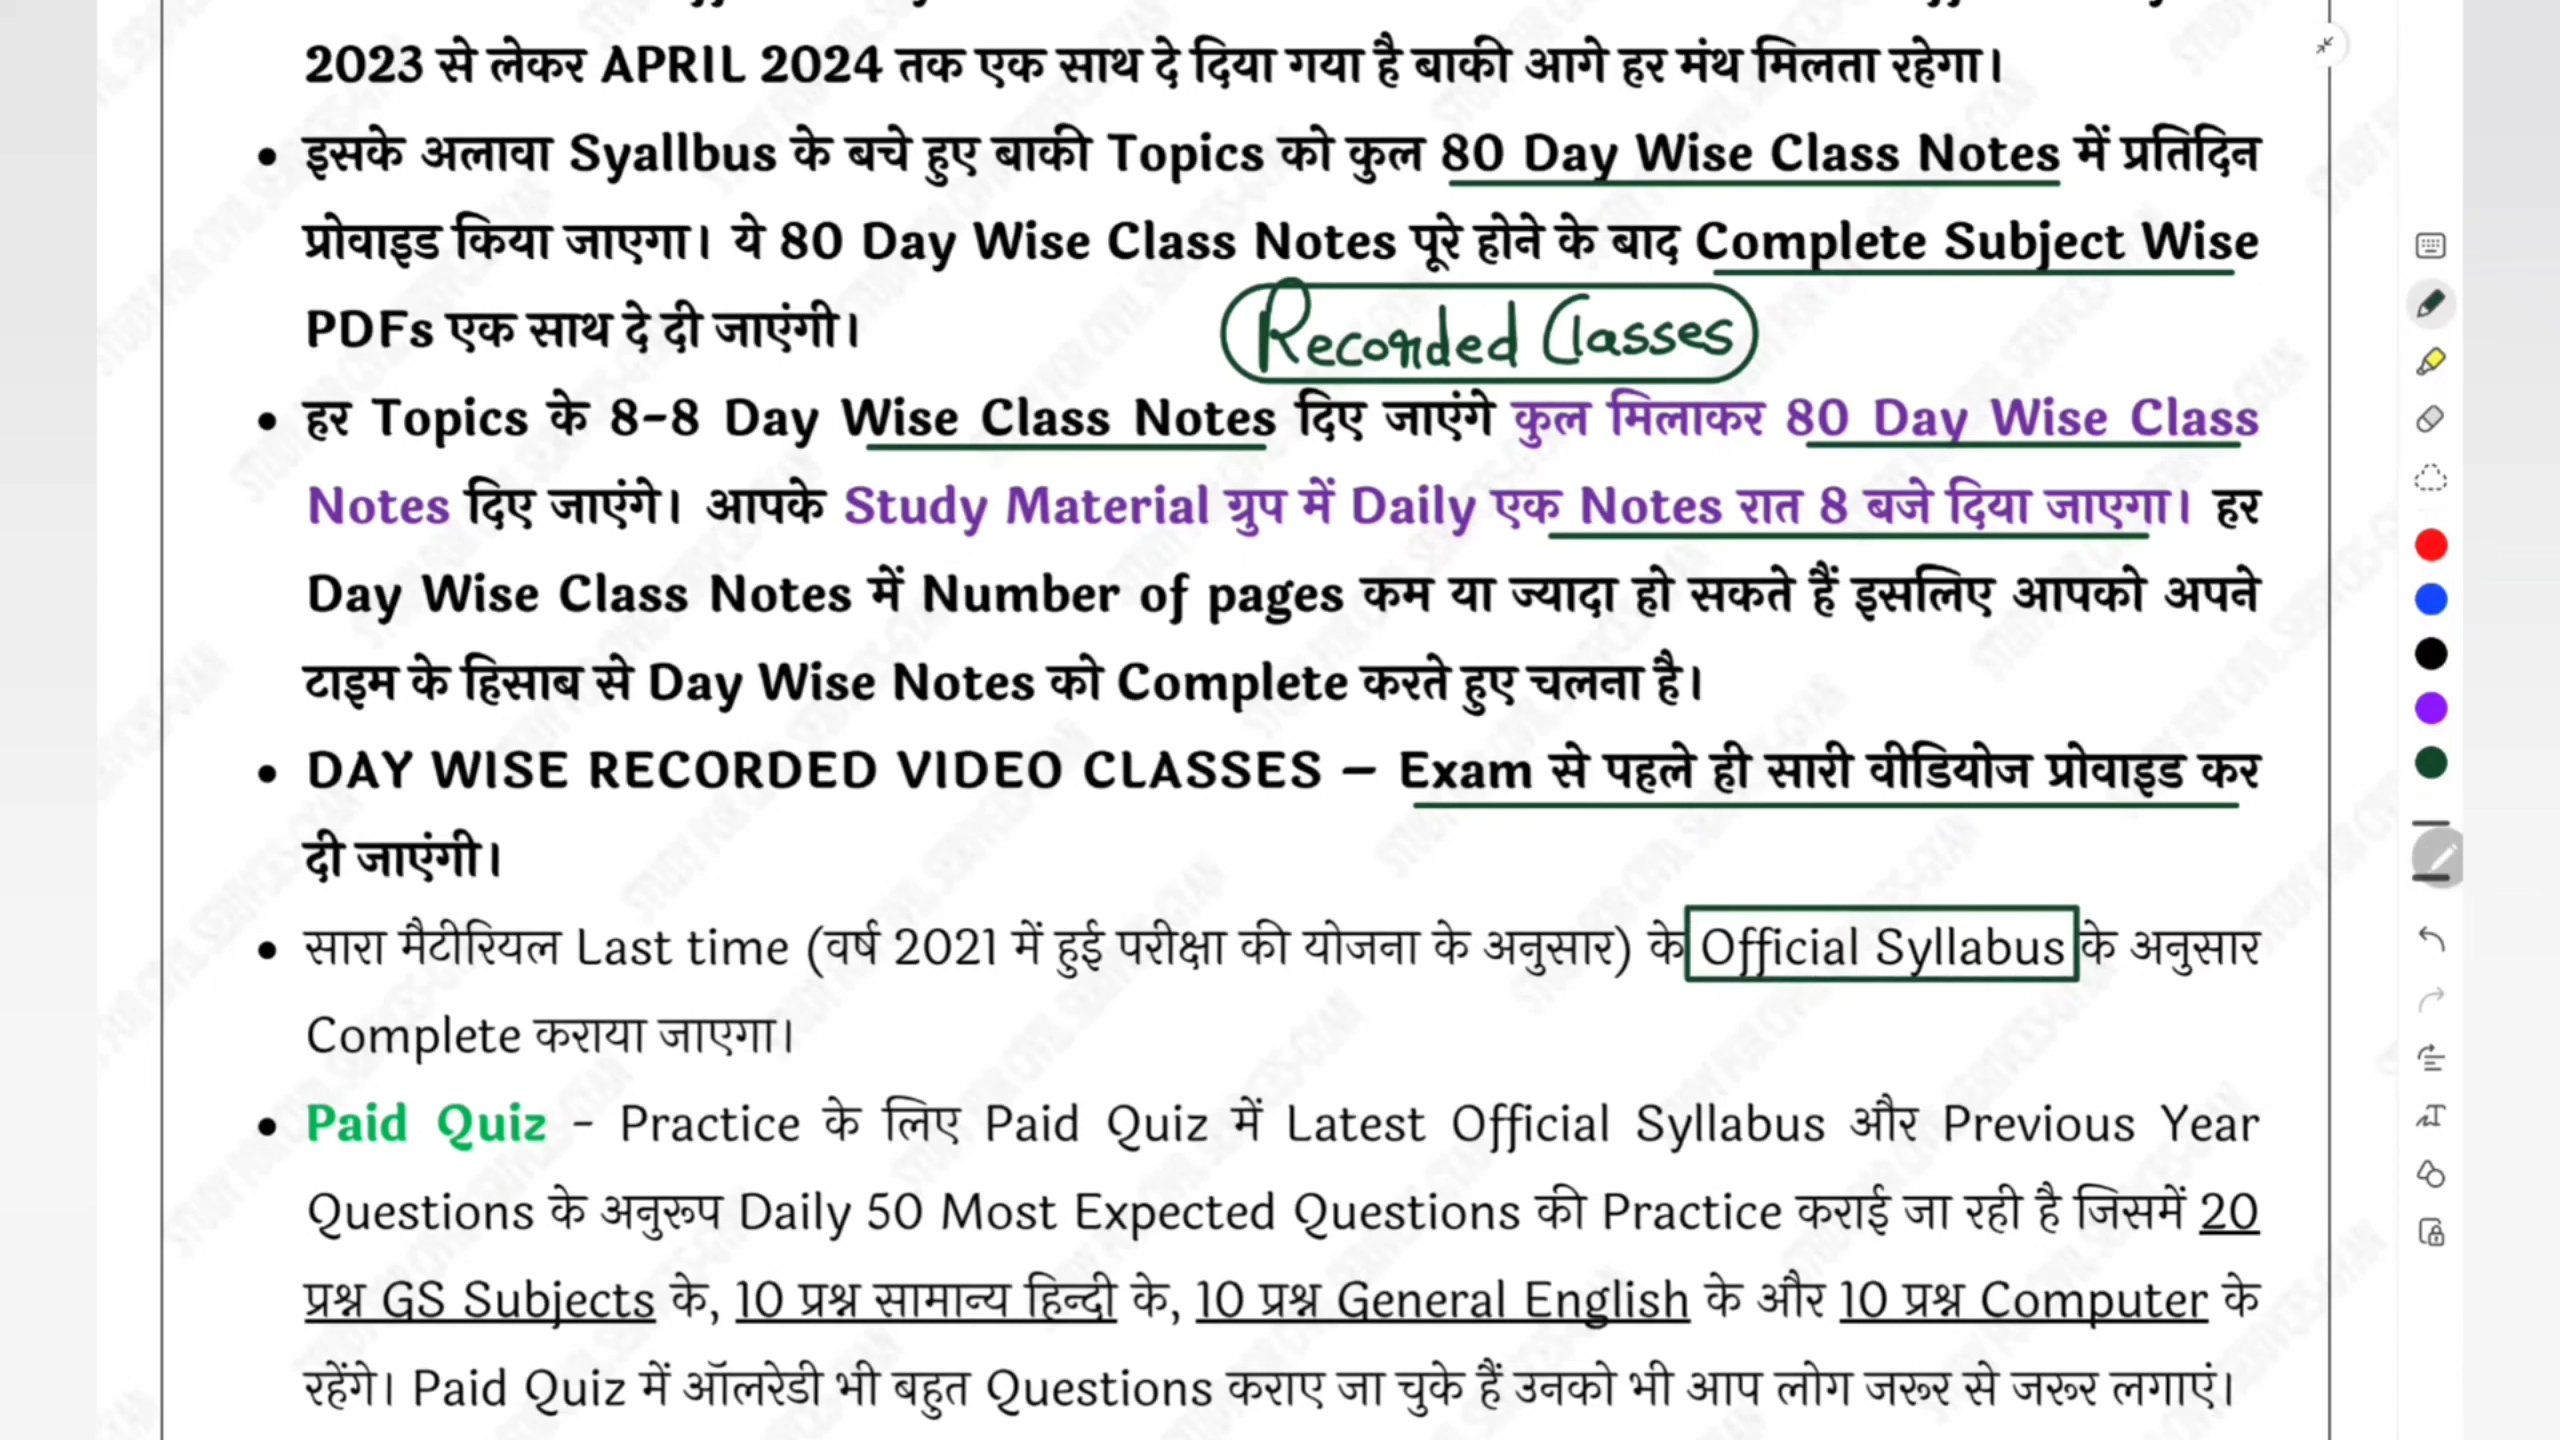 2023 से लेकर APRIL 2024 तक एक साथ दे दिया गया है बाकी आगे हर मंथ मिलता रहेगा।
• इसके अलावा Syallbus के बचे हुए बाकी Topics को कुल 80 Day Wise Class Notes में प्रतिदिन
प्रोवाइड किया जाएगा। ये 80 Day Wise Class Notes पूरे होने के बाद Complete Subject Wise
PDFs एक साथ दे दी जाएंगी।
Recorded Classes
• हर Topics के 8-8 Day Wise Class Notes दिए जाएंगे कुल मिलाकर 80 Day Wise Class
Notes दिए जाएंगे। आपके Study Material ग्रुप में Daily एक Notes रात 8 बजे दिया जाएगा। हर
Day Wise Class Notes में Number of pages कम या ज्यादा हो सकते हैं इसलिए आपको अपने
टाइम के हिसाब से Day Wise Notes को Complete करते हुए चलना है।
• DAY WISE RECORDED VIDEO CLASSES – Exam से पहले ही सारी वीडियोज प्रोवाइड कर
दी जाएंगी।
• सारा मैटीरियल Last time (वर्ष 2021 में हुई परीक्षा की योजना के अनुसार) के Official Syllabus के अनुसार
Complete कराया जाएगा।
• Paid Quiz - Practice के लिए Paid Quiz में Latest Official Syllabus और Previous Year
Questions के अनुरूप Daily 50 Most Expected Questions की Practice कराई जा रही है जिसमें 20
प्रश्न GS Subjects के, 10 प्रश्न सामान्य हिन्दी के, 10 प्रश्न General English के और 10 प्रश्न Computer के
रहेंगे। Paid Quiz में ऑलरेडी भी बहुत Questions कराए जा चुके हैं उनको भी आप लोग जरूर से जरूर लगाएं।